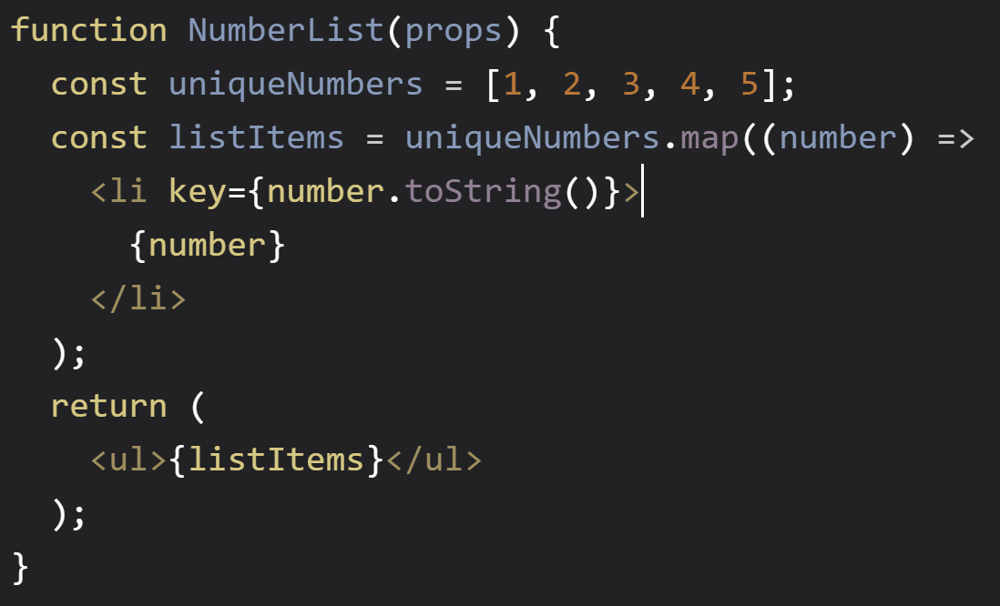 function NumberList(props) {
  const uniqueNumbers = [1, 2, 3, 4, 5];
  const listItems = uniqueNumbers.map((number) =>
    <li key={number.toString()}>
      {number}
    </li>
  );
  return (
    <ul>{listItems}</ul>
  );
}